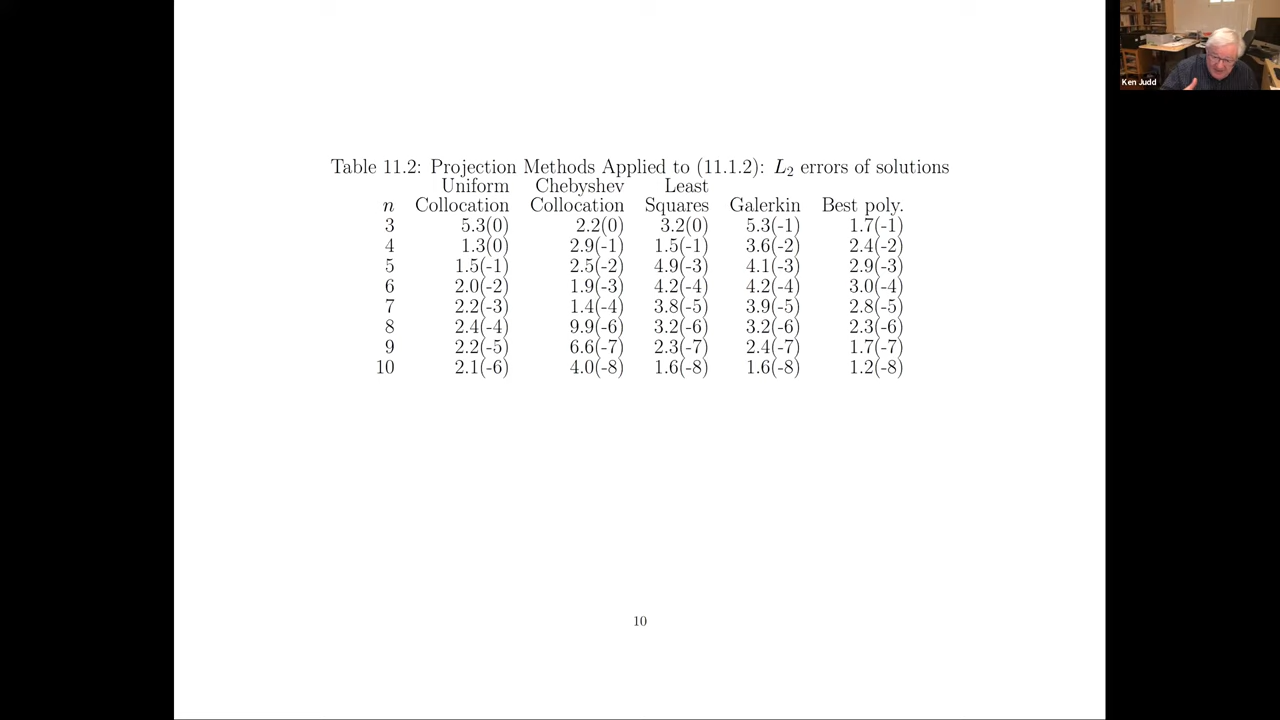 Ken Judd
Table 11.2: Projection Methods Applied to (11.1.2): L₂ errors of solutions
Uniform Chebyshev Least
n Collocation Collocation Squares Galerkin Best poly.
3 5.3(0) 2.2(0) 3.2(0) 5.3(-1) 1.7(-1)
4 1.3(0) 2.9(-1) 1.5(-1) 3.6(-2) 2.4(-2)
5 1.5(-1) 2.5(-2) 4.9(-3) 4.1(-3) 2.9(-3)
6 2.0(-2) 1.9(-3) 4.2(-4) 4.2(-4) 3.0(-4)
7 2.2(-3) 1.4(-4) 3.8(-5) 3.9(-5) 2.8(-5)
8 2.4(-4) 9.9(-6) 3.2(-6) 3.2(-6) 2.3(-6)
9 2.2(-5) 6.6(-7) 2.3(-7) 2.4(-7) 1.7(-7)
10 2.1(-6) 4.0(-8) 1.6(-8) 1.6(-8) 1.2(-8)
10